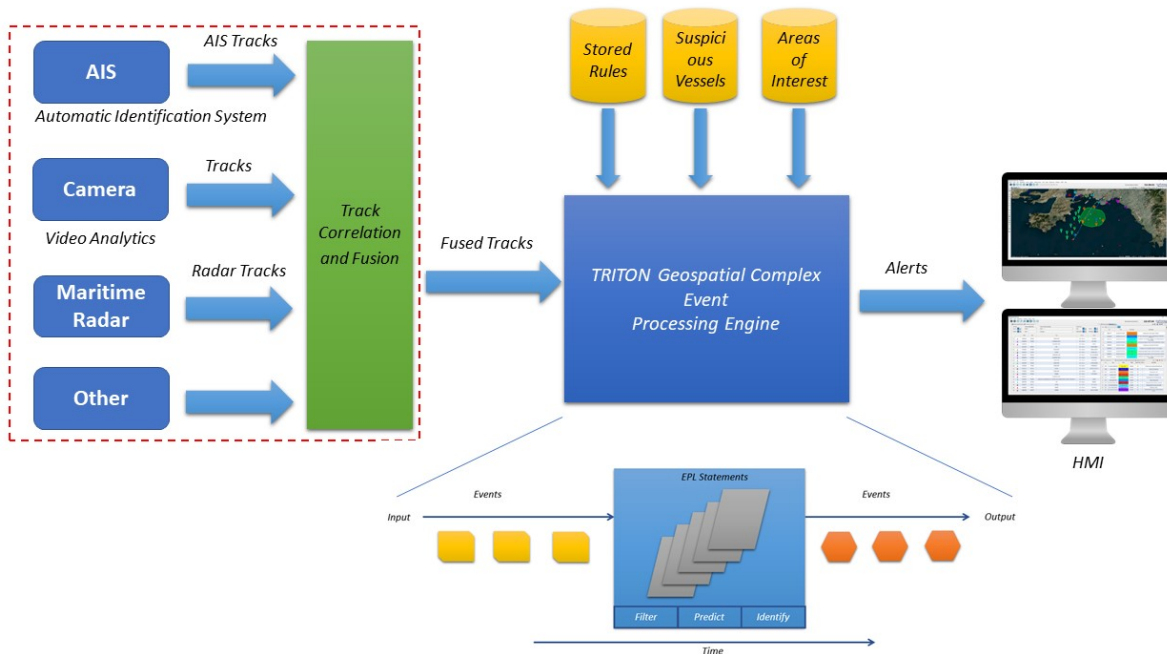 AIS
AIS Tracks
Automatic Identification System
Camera
Tracks
Video Analytics
Maritime
Radar
Radar Tracks
Other
Track
Correlation
and Fusion
Fused Tracks
Stored
Rules
Suspici
ous
Vessels
Areas
of
Interest
TRITON Geospatial Complex
Event
Processing Engine
Alerts
HMI
EPL Statements
Input
Events
Events
Output
Filter
Predict
Identify
Time